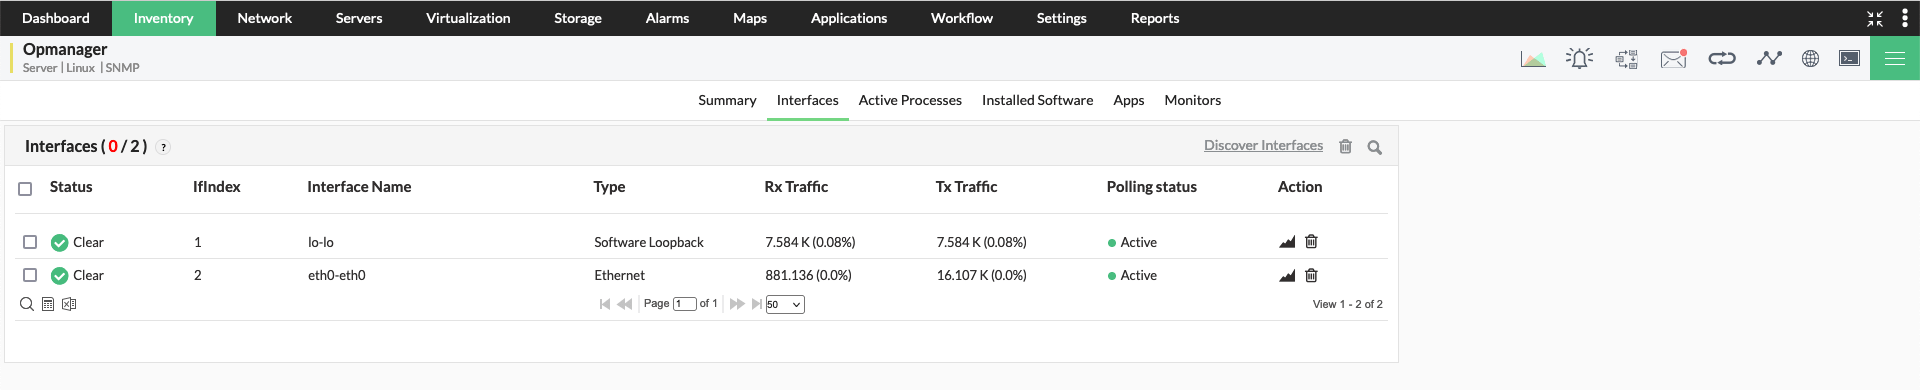 Dashboard Inventory Network Servers Virtualization Storage Alarms Maps Applications Workflow Settings Reports
Opmanager
Server | Linux | SNMP
Summary Interfaces Active Processes Installed Software Apps Monitors
Interfaces ( 0 / 2 ) ? Discover Interfaces
Status IfIndex Interface Name Type Rx Traffic Tx Traffic Polling status Action
Clear 1 lo-lo Software Loopback 7.584 K (0.08%) 7.584 K (0.08%) Active
Clear 2 eth0-eth0 Ethernet 881.136 (0.0%) 16.107 K (0.0%) Active
Page 1 of 1 50 View 1 - 2 of 2